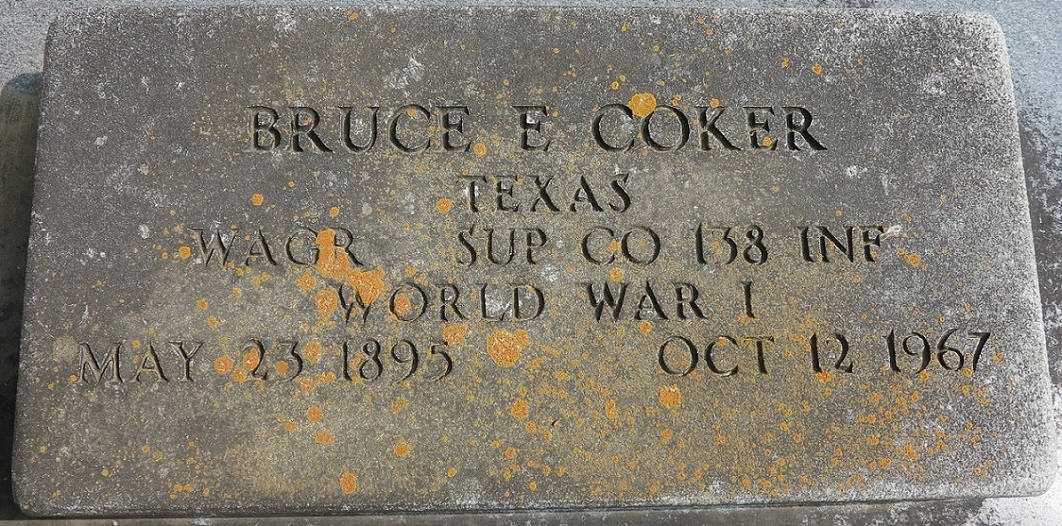 BRUCE E COKER
TEXAS
WAGR SUP CO 138 INF
WORLD WAR I
MAY 23 1895 OCT 12 1967